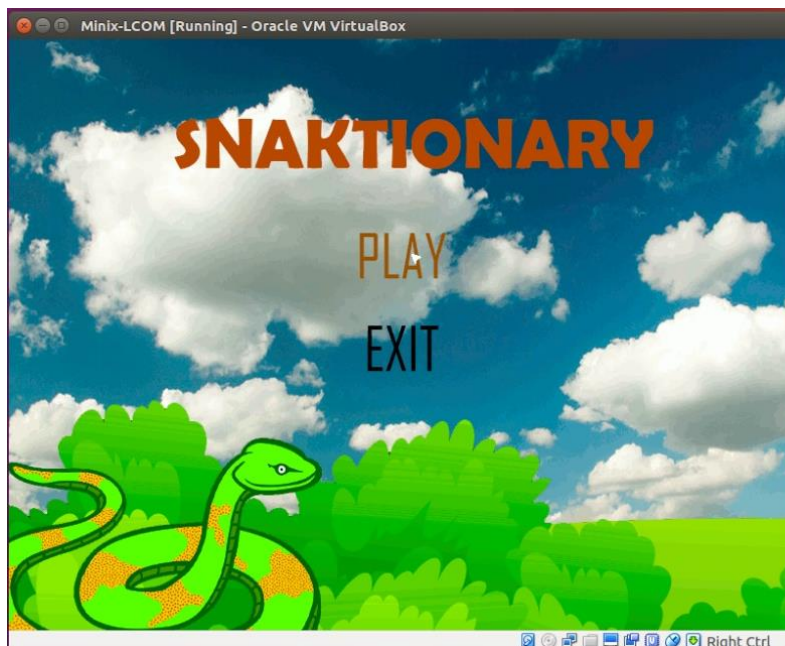 Minix-LCOM [Running] - Oracle VM VirtualBox
SNAKTIONARY
PLAY
EXIT
Right Ctrl